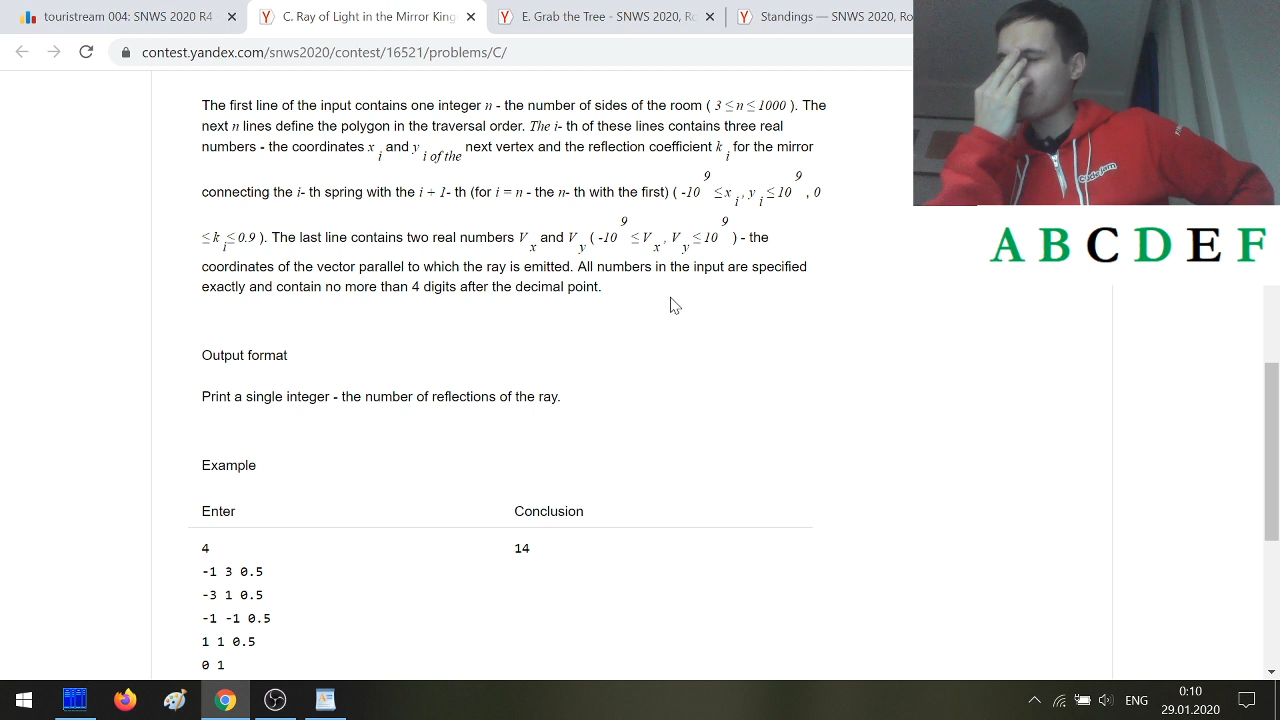 touristream 004: SNWS 2020 R4
C. Ray of Light in the Mirror King
E. Grab the Tree - SNWS 2020, Ro
Standings — SNWS 2020, Ro
contest.yandex.com/snws2020/contest/16521/problems/C/
The first line of the input contains one integer n - the number of sides of the room ( 3 ≤ n ≤ 1000 ). The
next n lines define the polygon in the traversal order. The i- th of these lines contains three real
numbers - the coordinates x i and y i of the next vertex and the reflection coefficient k i for the mirror
connecting the i- th spring with the i + 1- th (for i = n - the n- th with the first) ( -10 9 ≤ x i , y i ≤ 10 9 , 0
≤ k i ≤ 0.9 ). The last line contains two real numbers V x and V y ( -10 9 ≤ V x , V y ≤ 10 9 ) - the
coordinates of the vector parallel to which the ray is emitted. All numbers in the input are specified
exactly and contain no more than 4 digits after the decimal point.
Output format
Print a single integer - the number of reflections of the ray.
Example
Enter Conclusion
4 14
-1 3 0.5
-3 1 0.5
-1 -1 0.5
1 1 0.5
0 1
Code jam
A B C D E F
ENG
0:10
29.01.2020